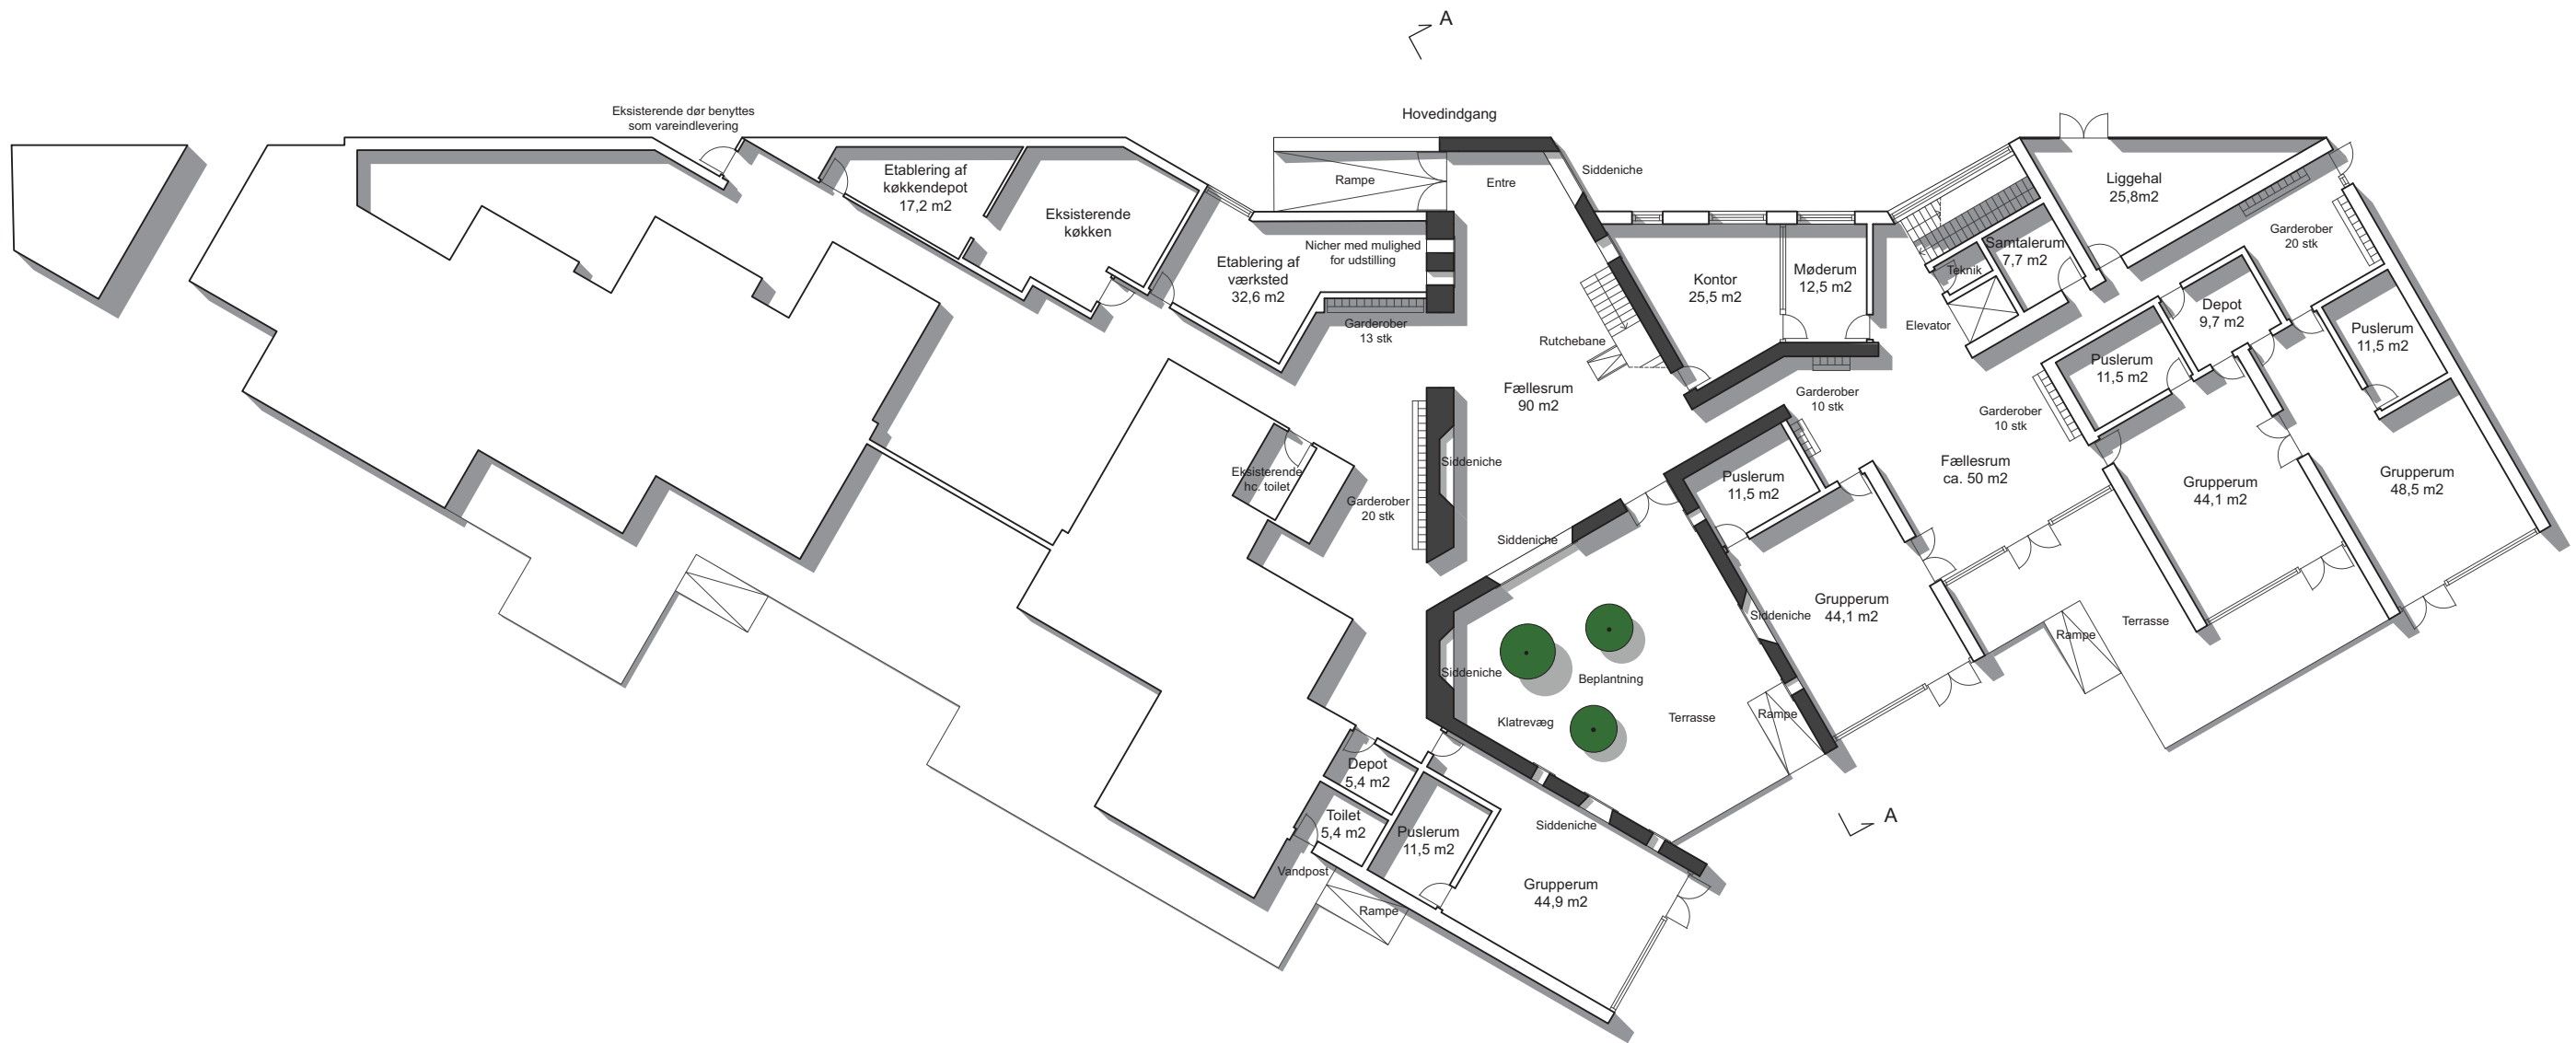 A
Hovedindgang
Eksisterende dør benyttes
som vareindlevering
Etablering af
køkkendepot
17,2 m2
Eksisterende
køkken
Etablering af
værksted
32,6 m2
Nicher med mulighed
for udstilling
Garderober
13 stk
Rampe
Entre
Siddeniche
Rutchebane
Fællesrum
90 m2
Kontor
25,5 m2
Møderum
12,5 m2
Garderober
10 stk
Elevator
Teknik
Samtalerum
7,7 m2
Liggehal
25,8m2
Garderober
20 stk
Depot
9,7 m2
Puslerum
11,5 m2
Puslerum
11,5 m2
Garderober
10 stk
Fællesrum
ca. 50 m2
Grupperum
44,1 m2
Grupperum
48,5 m2
Eksisterende
hc. toilet
Garderober
20 stk
Siddeniche
Siddeniche
Puslerum
11,5 m2
Siddeniche
Grupperum
44,1 m2
Rampe
Terrasse
Siddeniche
Beplantning
Klatrevæg
Terrasse
Rampe
Depot
5,4 m2
Toilet
5,4 m2
Puslerum
11,5 m2
Siddeniche
A
Vandpost
Rampe
Grupperum
44,9 m2